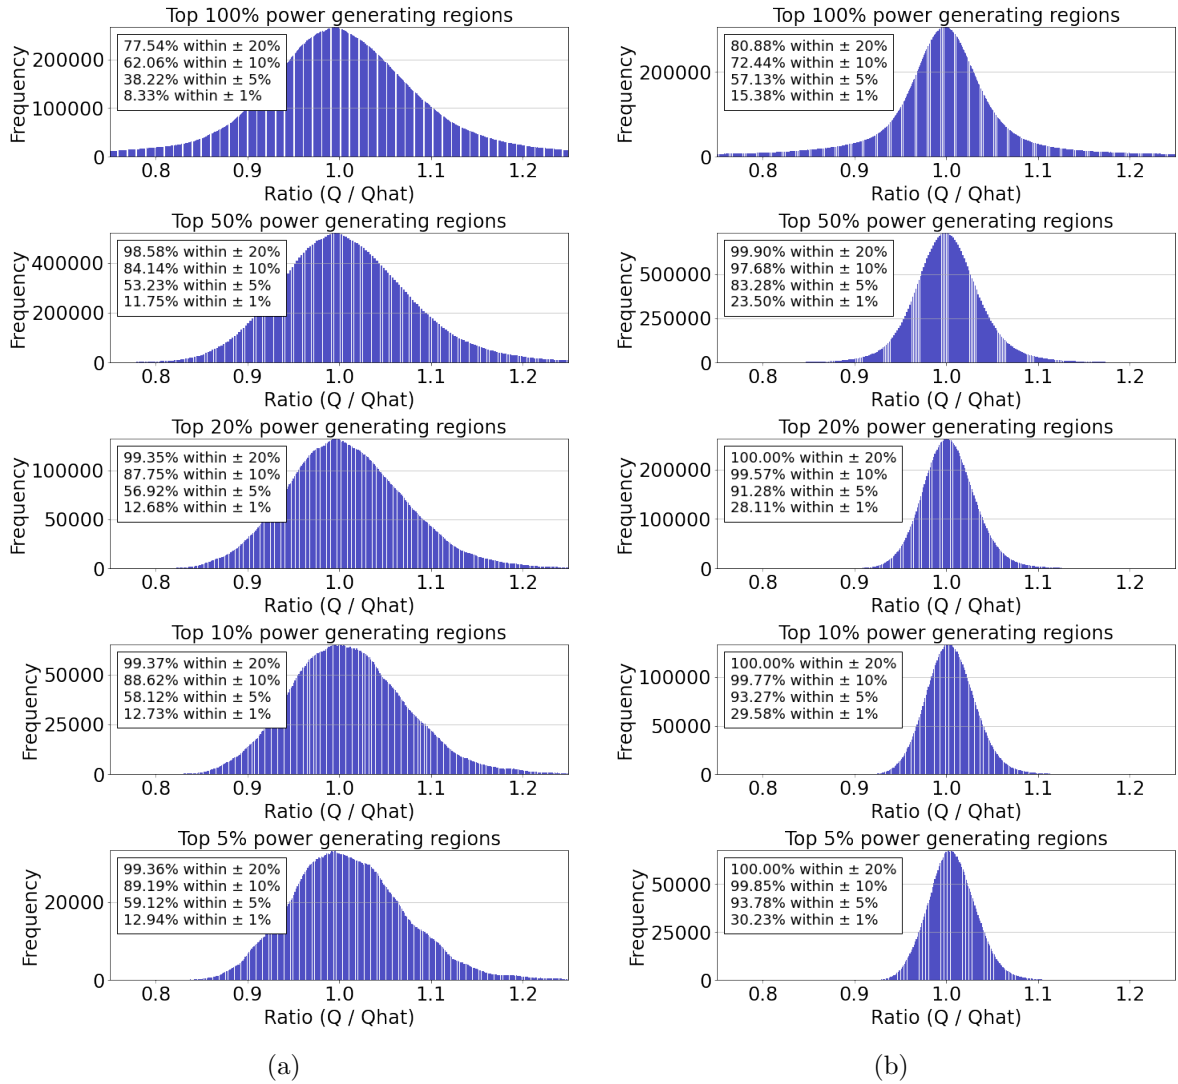 Top 100% power generating regions
Frequency
200000
100000
0
77.54% within ± 20%
62.06% within ± 10%
38.22% within ± 5%
8.33% within ± 1%
0.8 0.9 1.0 1.1 1.2
Ratio (Q / Qhat)
Top 50% power generating regions
Frequency
400000
200000
0
98.58% within ± 20%
84.14% within ± 10%
53.23% within ± 5%
11.75% within ± 1%
0.8 0.9 1.0 1.1 1.2
Ratio (Q / Qhat)
Top 20% power generating regions
Frequency
100000
50000
0
99.35% within ± 20%
87.75% within ± 10%
56.92% within ± 5%
12.68% within ± 1%
0.8 0.9 1.0 1.1 1.2
Ratio (Q / Qhat)
Top 10% power generating regions
Frequency
50000
25000
0
99.37% within ± 20%
88.62% within ± 10%
58.12% within ± 5%
12.73% within ± 1%
0.8 0.9 1.0 1.1 1.2
Ratio (Q / Qhat)
Top 5% power generating regions
Frequency
20000
0
99.36% within ± 20%
89.19% within ± 10%
59.12% within ± 5%
12.94% within ± 1%
0.8 0.9 1.0 1.1 1.2
Ratio (Q / Qhat)
(a)
Top 100% power generating regions
Frequency
200000
0
80.88% within ± 20%
72.44% within ± 10%
57.13% within ± 5%
15.38% within ± 1%
0.8 0.9 1.0 1.1 1.2
Ratio (Q / Qhat)
Top 50% power generating regions
Frequency
500000
250000
0
99.90% within ± 20%
97.68% within ± 10%
83.28% within ± 5%
23.50% within ± 1%
0.8 0.9 1.0 1.1 1.2
Ratio (Q / Qhat)
Top 20% power generating regions
Frequency
200000
100000
0
100.00% within ± 20%
99.57% within ± 10%
91.28% within ± 5%
28.11% within ± 1%
0.8 0.9 1.0 1.1 1.2
Ratio (Q / Qhat)
Top 10% power generating regions
Frequency
100000
50000
0
100.00% within ± 20%
99.77% within ± 10%
93.27% within ± 5%
29.58% within ± 1%
0.8 0.9 1.0 1.1 1.2
Ratio (Q / Qhat)
Top 5% power generating regions
Frequency
50000
25000
0
100.00% within ± 20%
99.85% within ± 10%
93.78% within ± 5%
30.23% within ± 1%
0.8 0.9 1.0 1.1 1.2
Ratio (Q / Qhat)
(b)